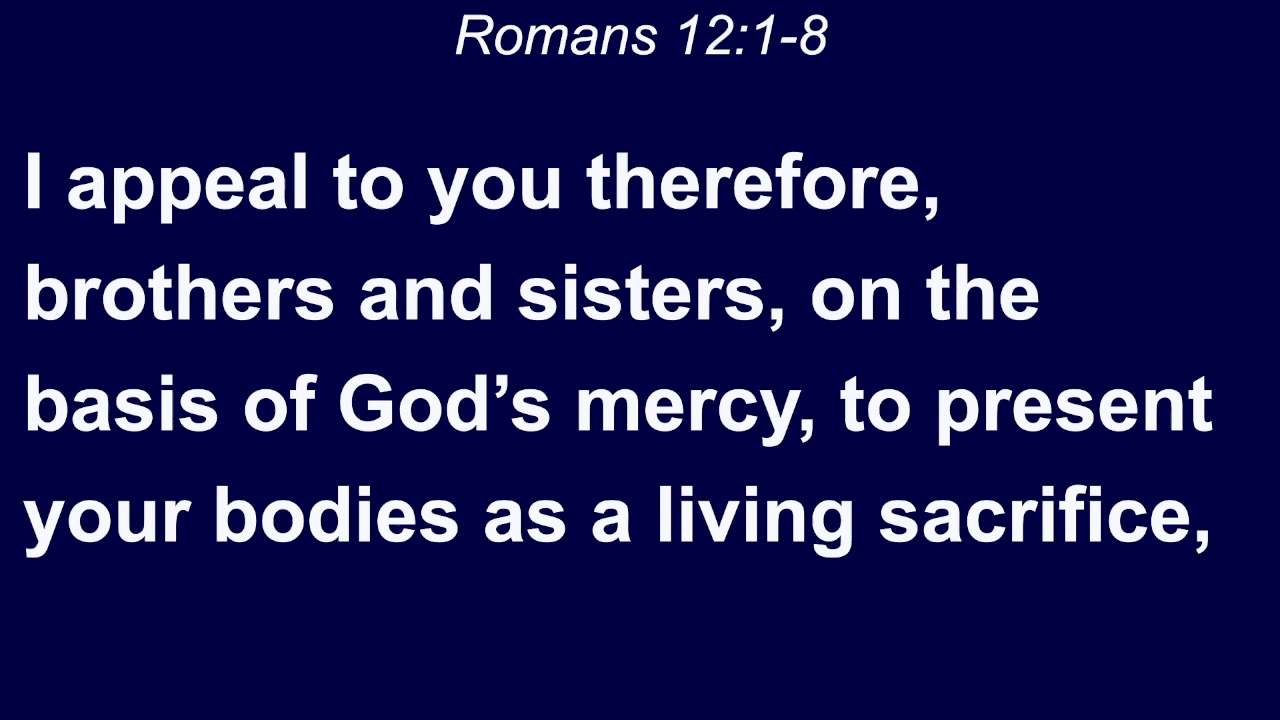 Romans 12:1-8
I appeal to you therefore,
brothers and sisters, on the
basis of God’s mercy, to present
your bodies as a living sacrifice,